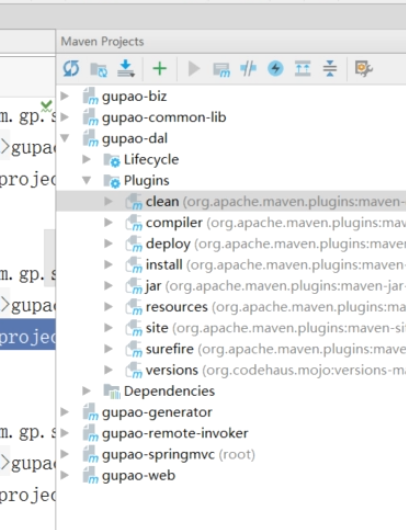 Maven Projects
gupao-biz
gupao-common-lib
gupao-dal
Lifecycle
Plugins
clean (org.apache.maven.plugins:maven-
compiler (org.apache.maven.plugins:mave
deploy (org.apache.maven.plugins:maven
install (org.apache.maven.plugins:maven-
jar (org.apache.maven.plugins:maven-jar-
resources (org.apache.maven.plugins:ma
site (org.apache.maven.plugins:maven-si
surefire (org.apache.maven.plugins:mave
versions (org.codehaus.mojo:versions-ma
Dependencies
gupao-generator
gupao-remote-invoker
gupao-springmvc (root)
gupao-web
m.gp.s
>gupao
projec
m.gp.s
>gupao
projec
m.gp.s
>gupao
projec